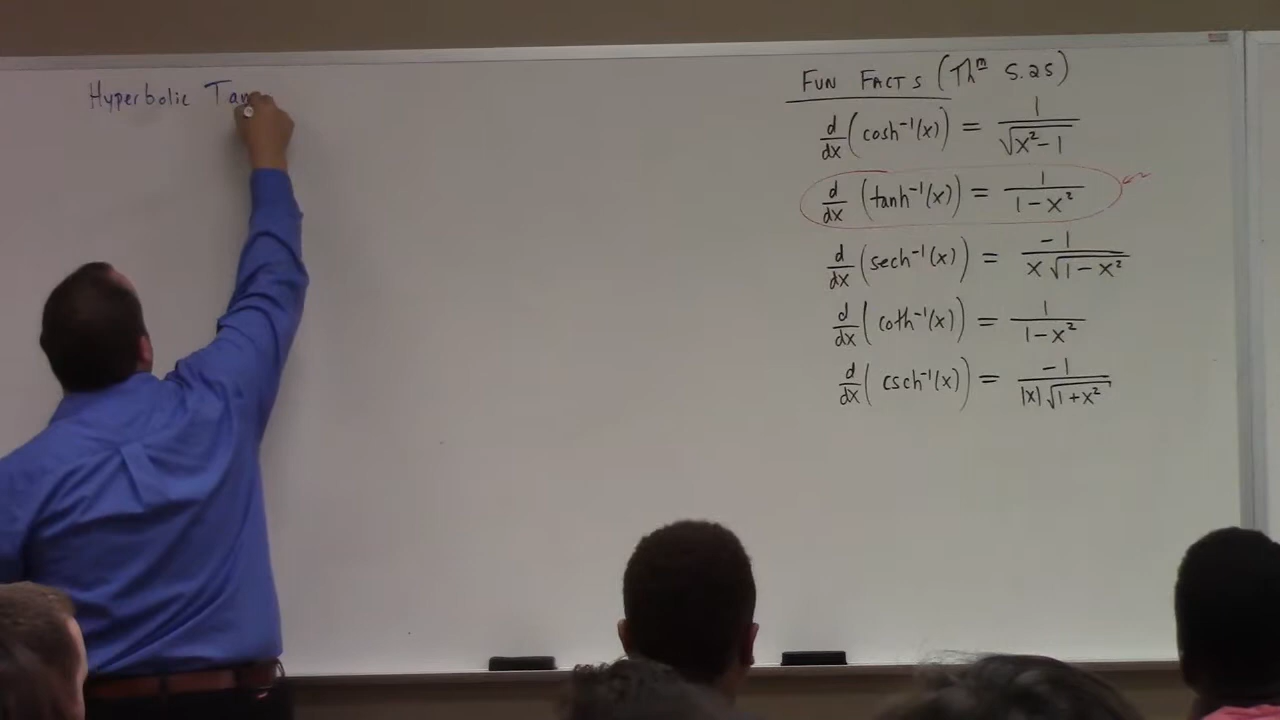 Hyperbolic Tan
FUN FACTS (Thᵐ 5.25)
d/dx (cosh⁻¹(x)) = 1/√(x²-1)
d/dx (tanh⁻¹(x)) = 1/(1-x²)
d/dx (sech⁻¹(x)) = -1/(x√(1-x²))
d/dx (coth⁻¹(x)) = 1/(1-x²)
d/dx (csch⁻¹(x)) = -1/(|x|√(1+x²))